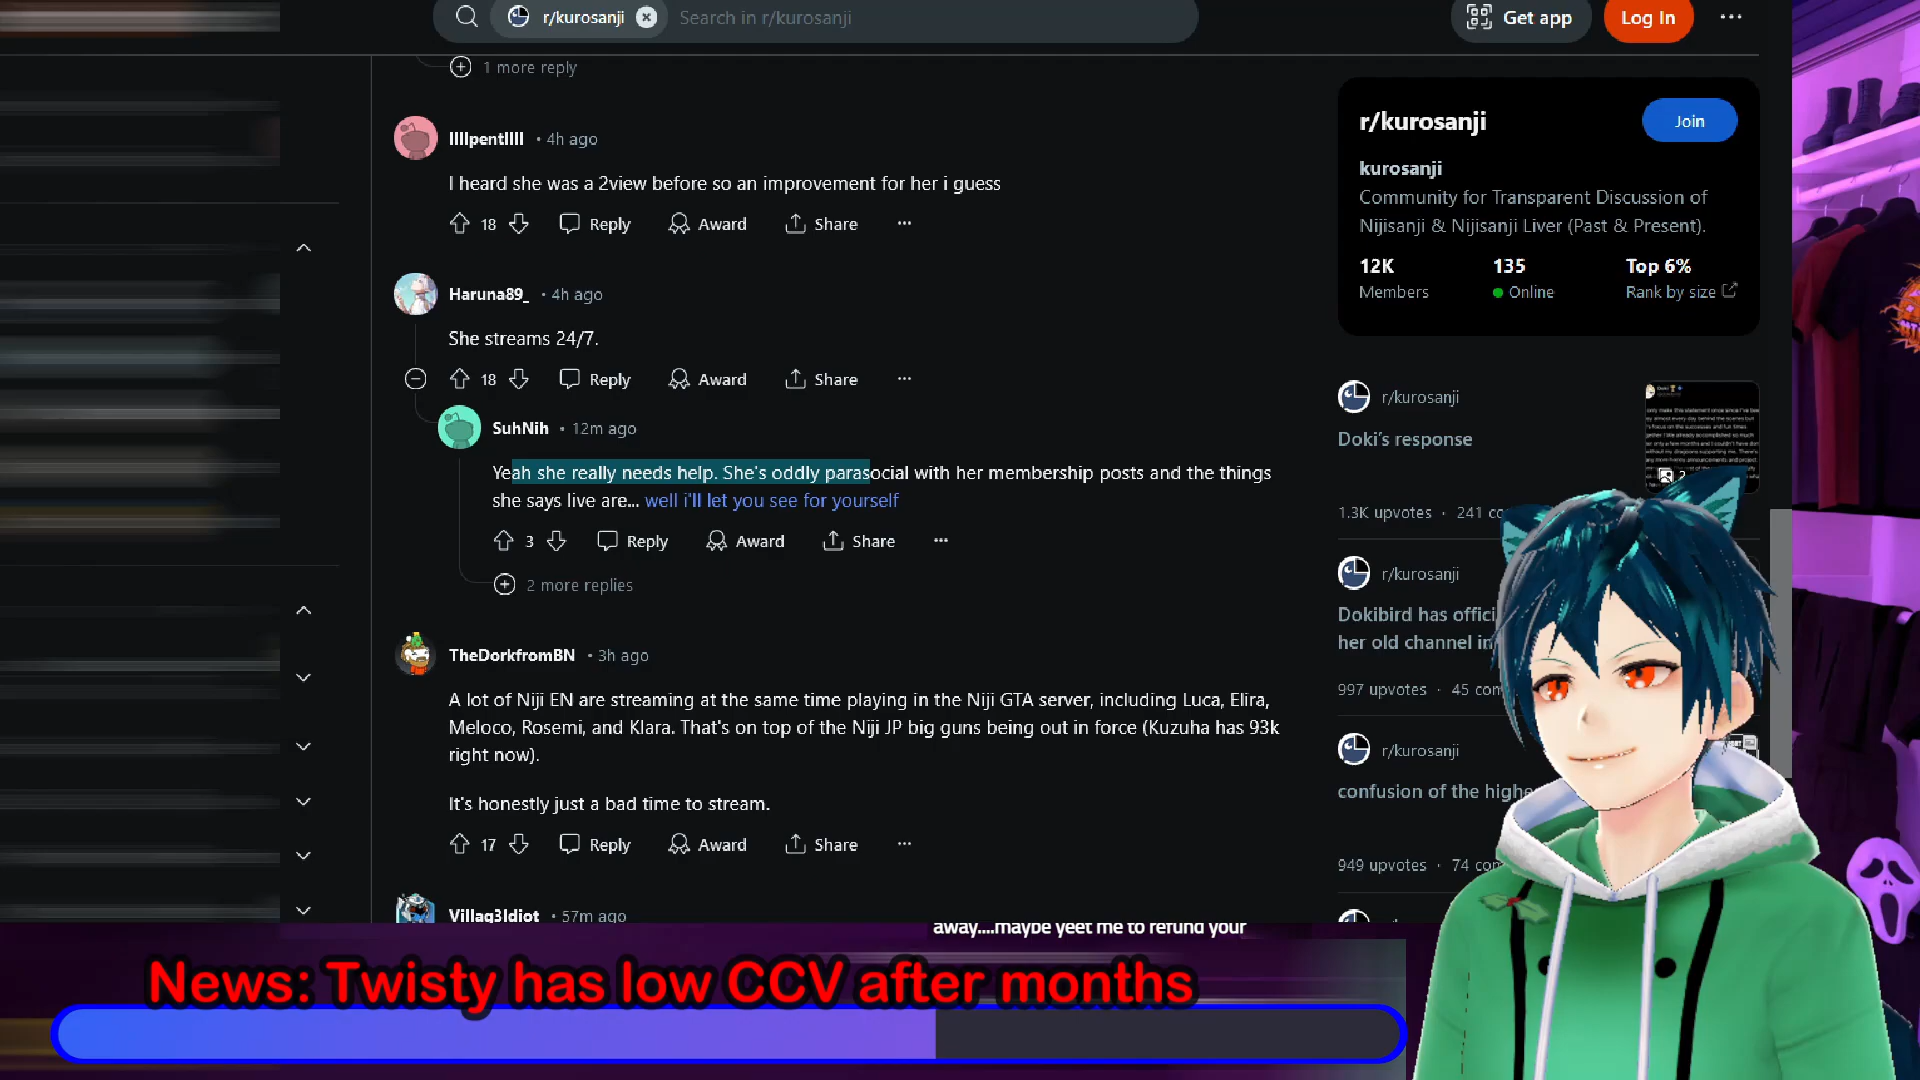 r/kurosanji
Search in r/kurosanji
Get app
Log In
1 more reply
IlIlpentIlIl • 4h ago
I heard she was a 2view before so an improvement for her i guess
18 Reply Award Share
Haruna89_ • 4h ago
She streams 24/7.
18 Reply Award Share
SuhNih • 12m ago
Yeah she really needs help. She's oddly parasocial with her membership posts and the things
she says live are... well i'll let you see for yourself
3 Reply Award Share
2 more replies
TheDorkfromBN • 3h ago
A lot of Niji EN are streaming at the same time playing in the Niji GTA server, including Luca, Elira,
Meloco, Rosemi, and Klara. That's on top of the Niji JP big guns being out in force (Kuzuha has 93k
right now).
It's honestly just a bad time to stream.
17 Reply Award Share
Villag3Idiot • 57m ago
r/kurosanji
Join
kurosanji
Community for Transparent Discussion of
Nijisanji & Nijisanji Liver (Past & Present).
12K 135 Top 6%
Members Online Rank by size
r/kurosanji
Doki's response
1.3K upvotes • 241 co
r/kurosanji
Dokibird has offici
her old channel in
997 upvotes • 45 com
r/kurosanji
confusion of the highe
949 upvotes • 74 com
away....maybe yeet me to refund your
News: Twisty has low CCV after months